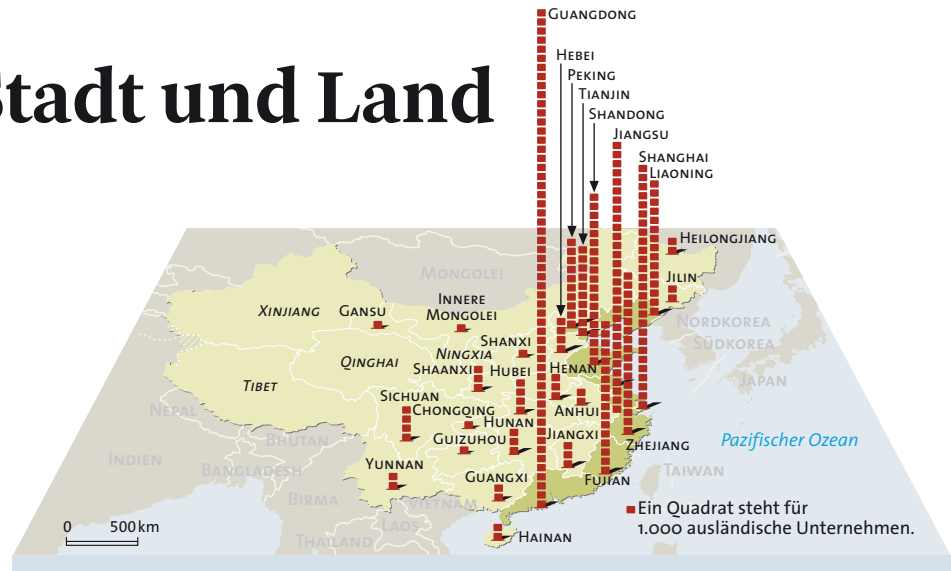 Stadt und Land
GUANGDONG
HEBEI
PEKING
TIANJIN
SHANDONG
JIANGSU
SHANGHAI
LIAONING
HEILONGJIANG
MONGOLEI
JILIN
XINJIANG
GANSU
INNERE
MONGOLEI
NORDKOREA
SÜDKOREA
SHANXI
QINGHAI
NINGXIA
SHAANXI
HUBEI
HENAN
JAPAN
TIBET
SICHUAN
CHONGQING
ANHUI
NEPAL
HUNAN
GUIZUHOU
JIANGXI
ZHEJIANG
Pazifischer Ozean
BHUTAN
INDIEN
BANGLADESH
YUNNAN
GUANGXI
FUJIAN
TAIWAN
BIRMA
VIETNAM
Ein Quadrat steht für
1.000 ausländische Unternehmen.
0 500 km
LAOS
THAILAND
HAINAN